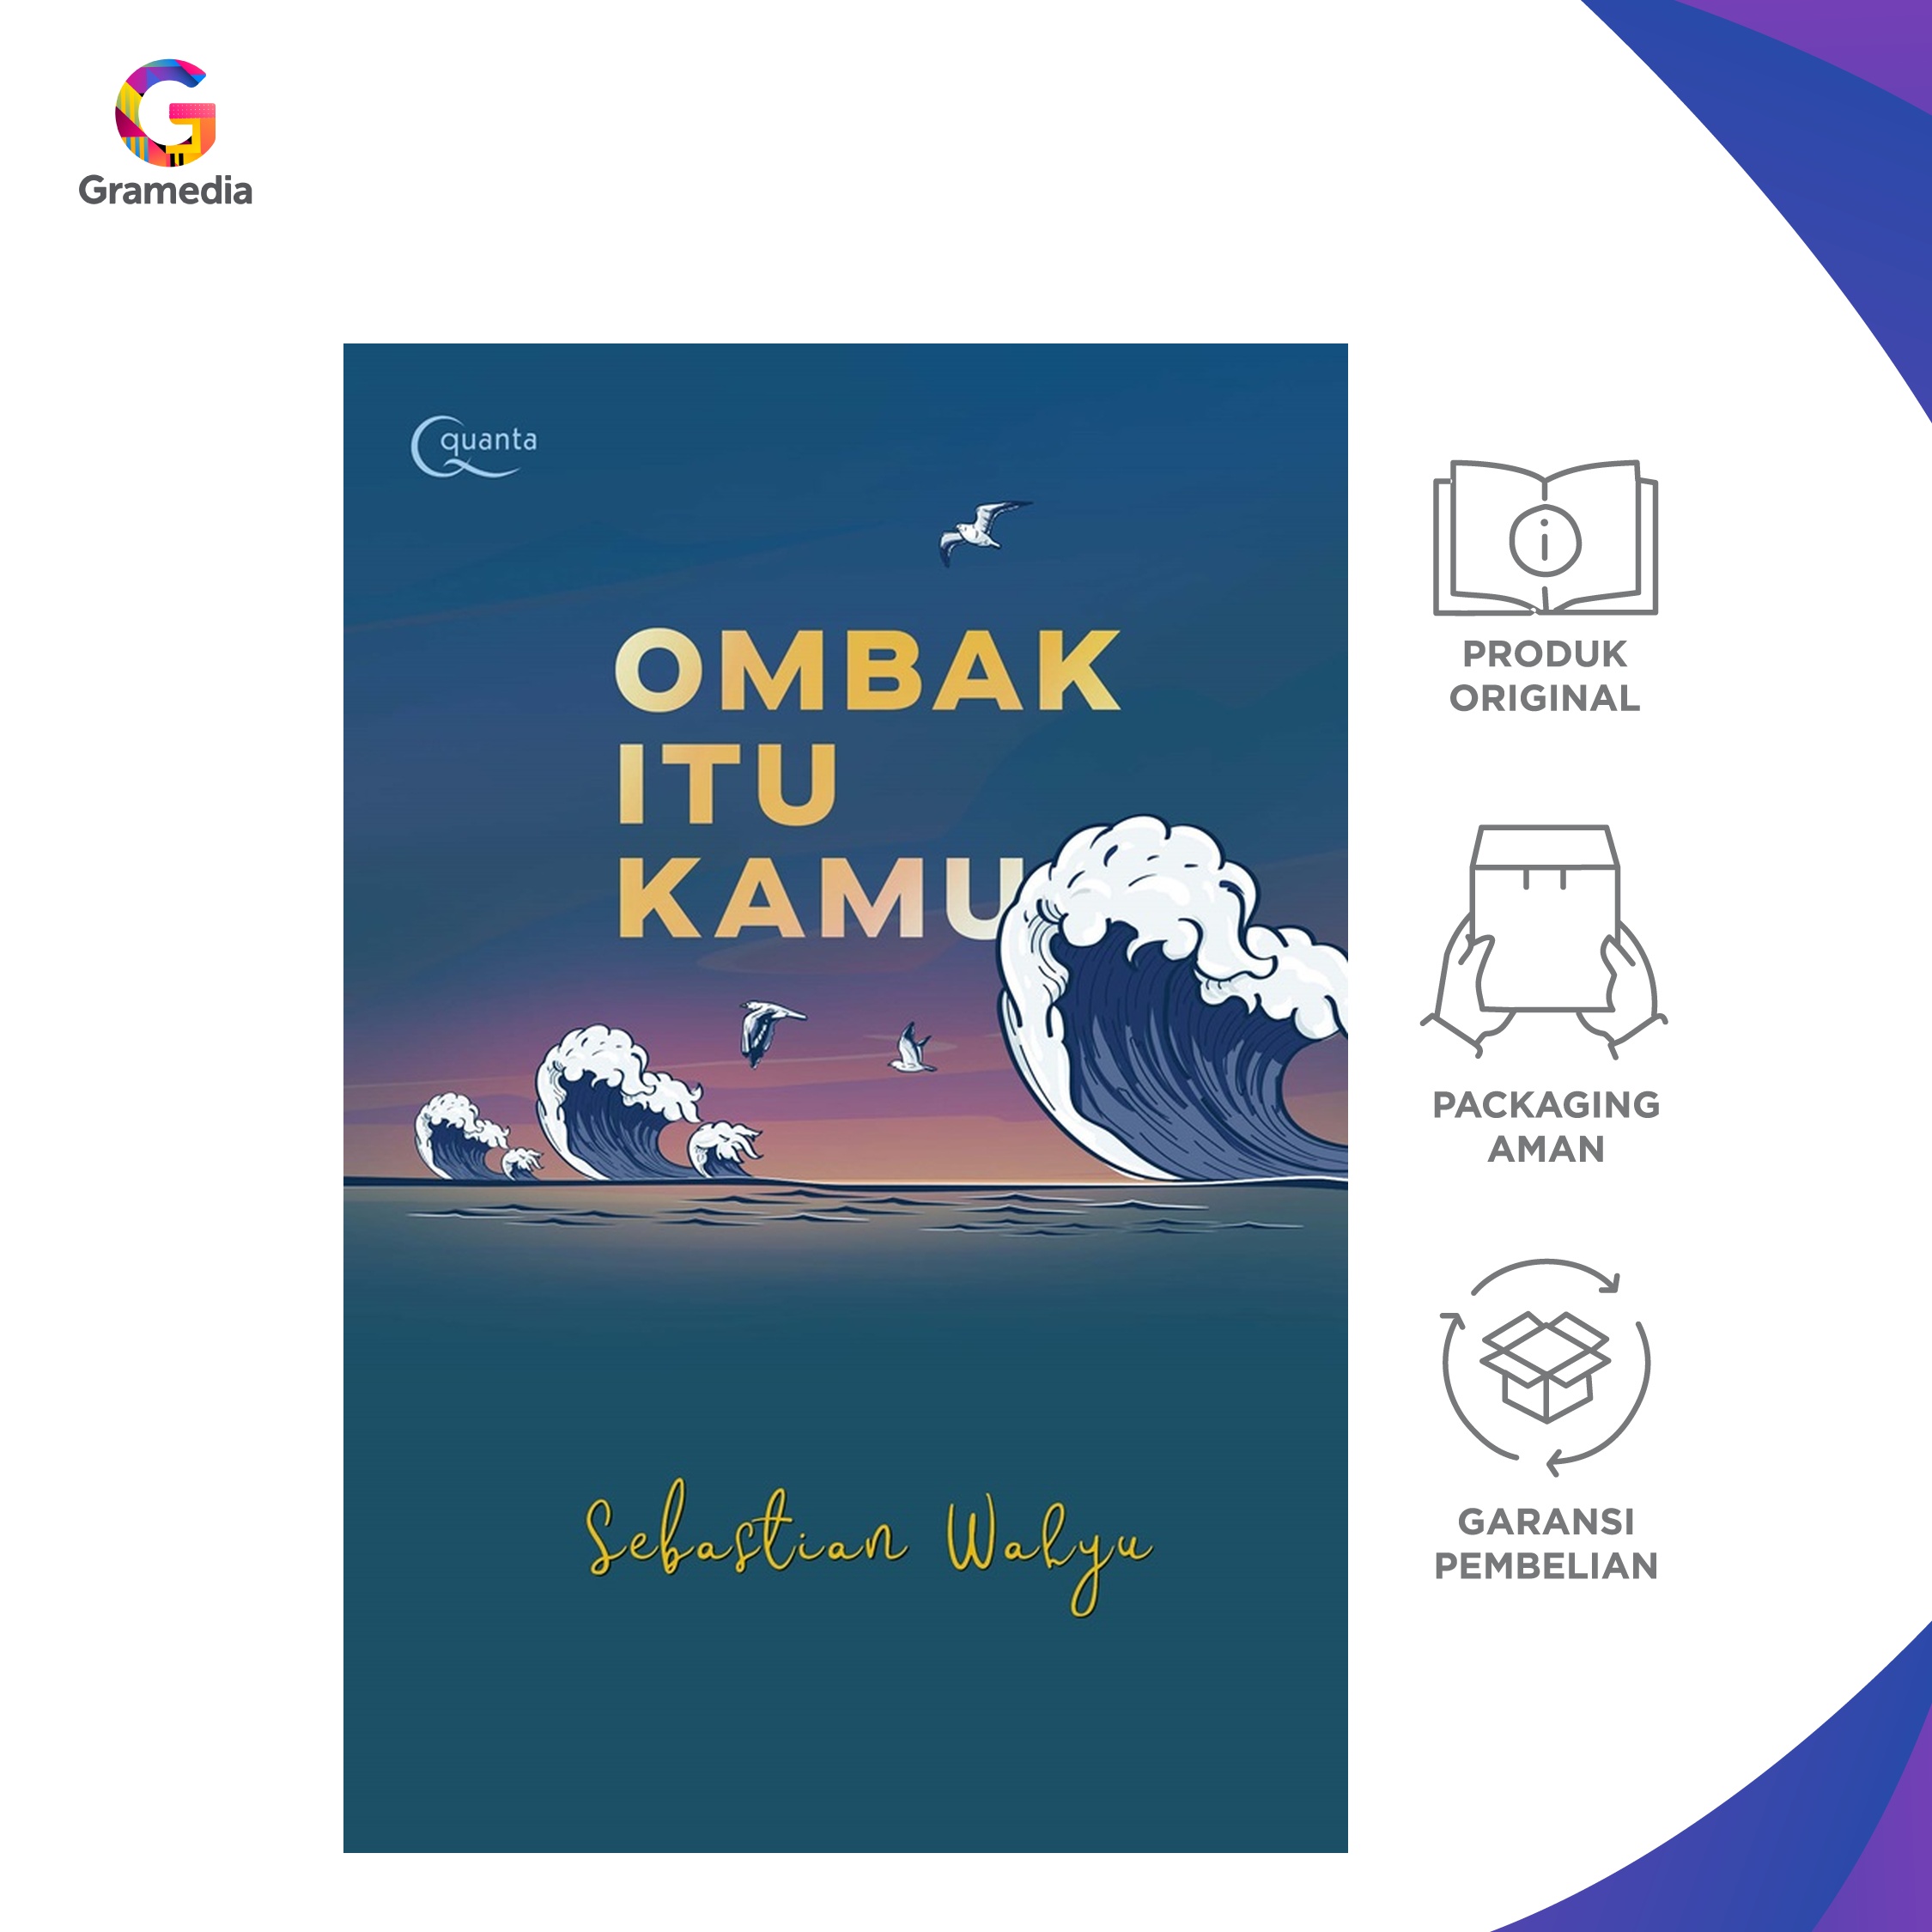 Gramedia
quanta
OMBAK
ITU
KAMU
Sebastian Wahyu
PRODUK
ORIGINAL
PACKAGING
AMAN
GARANSI
PEMBELIAN